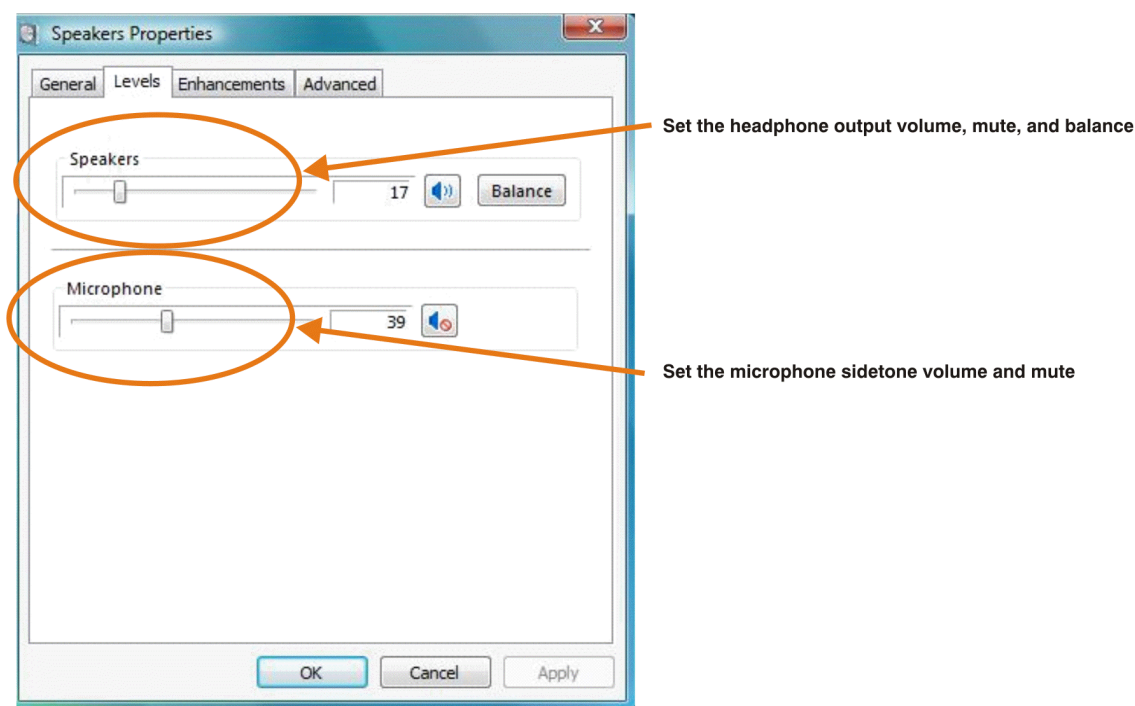 Speakers Properties
General Levels Enhancements Advanced
Set the headphone output volume, mute, and balance
Speakers
17 Balance
Microphone
39
Set the microphone sidetone volume and mute
OK Cancel Apply